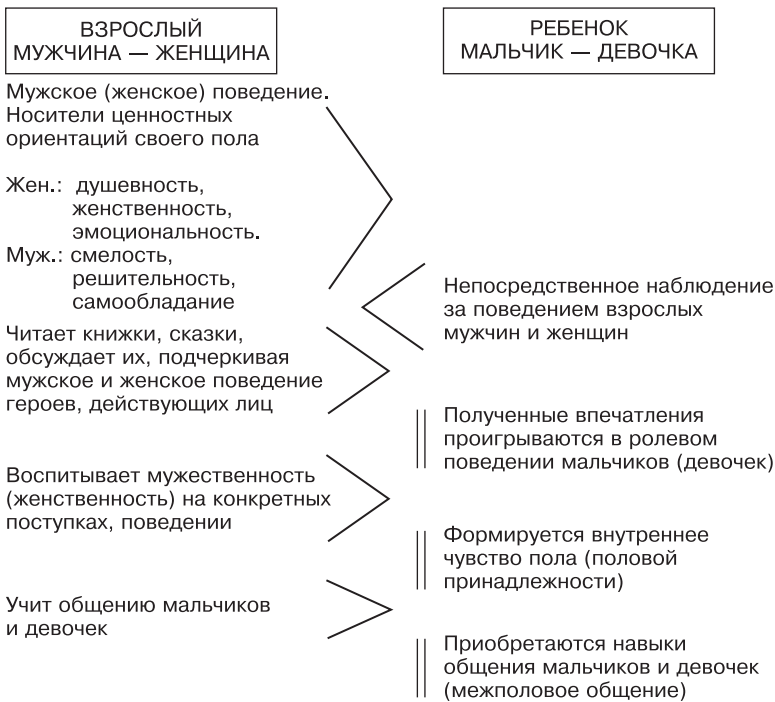 ВЗРОСЛЫЙ
МУЖЧИНА — ЖЕНЩИНА
Мужское (женское) поведение.
Носители ценностных
ориентаций своего пола
Жен.: душевность,
женственность,
эмоциональность.
Муж.: смелость,
решительность,
самообладание
Читает книжки, сказки,
обсуждает их, подчеркивая
мужское и женское поведение
героев, действующих лиц
Воспитывает мужественность
(женственность) на конкретных
поступках, поведении
Учит общению мальчиков
и девочек
РЕБЕНОК
МАЛЬЧИК — ДЕВОЧКА
Непосредственное наблюдение
за поведением взрослых
мужчин и женщин
Полученные впечатления
проигрываются в ролевом
поведении мальчиков (девочек)
Формируется внутреннее
чувство пола (половой
принадлежности)
Приобретаются навыки
общения мальчиков и девочек
(межполовое общение)